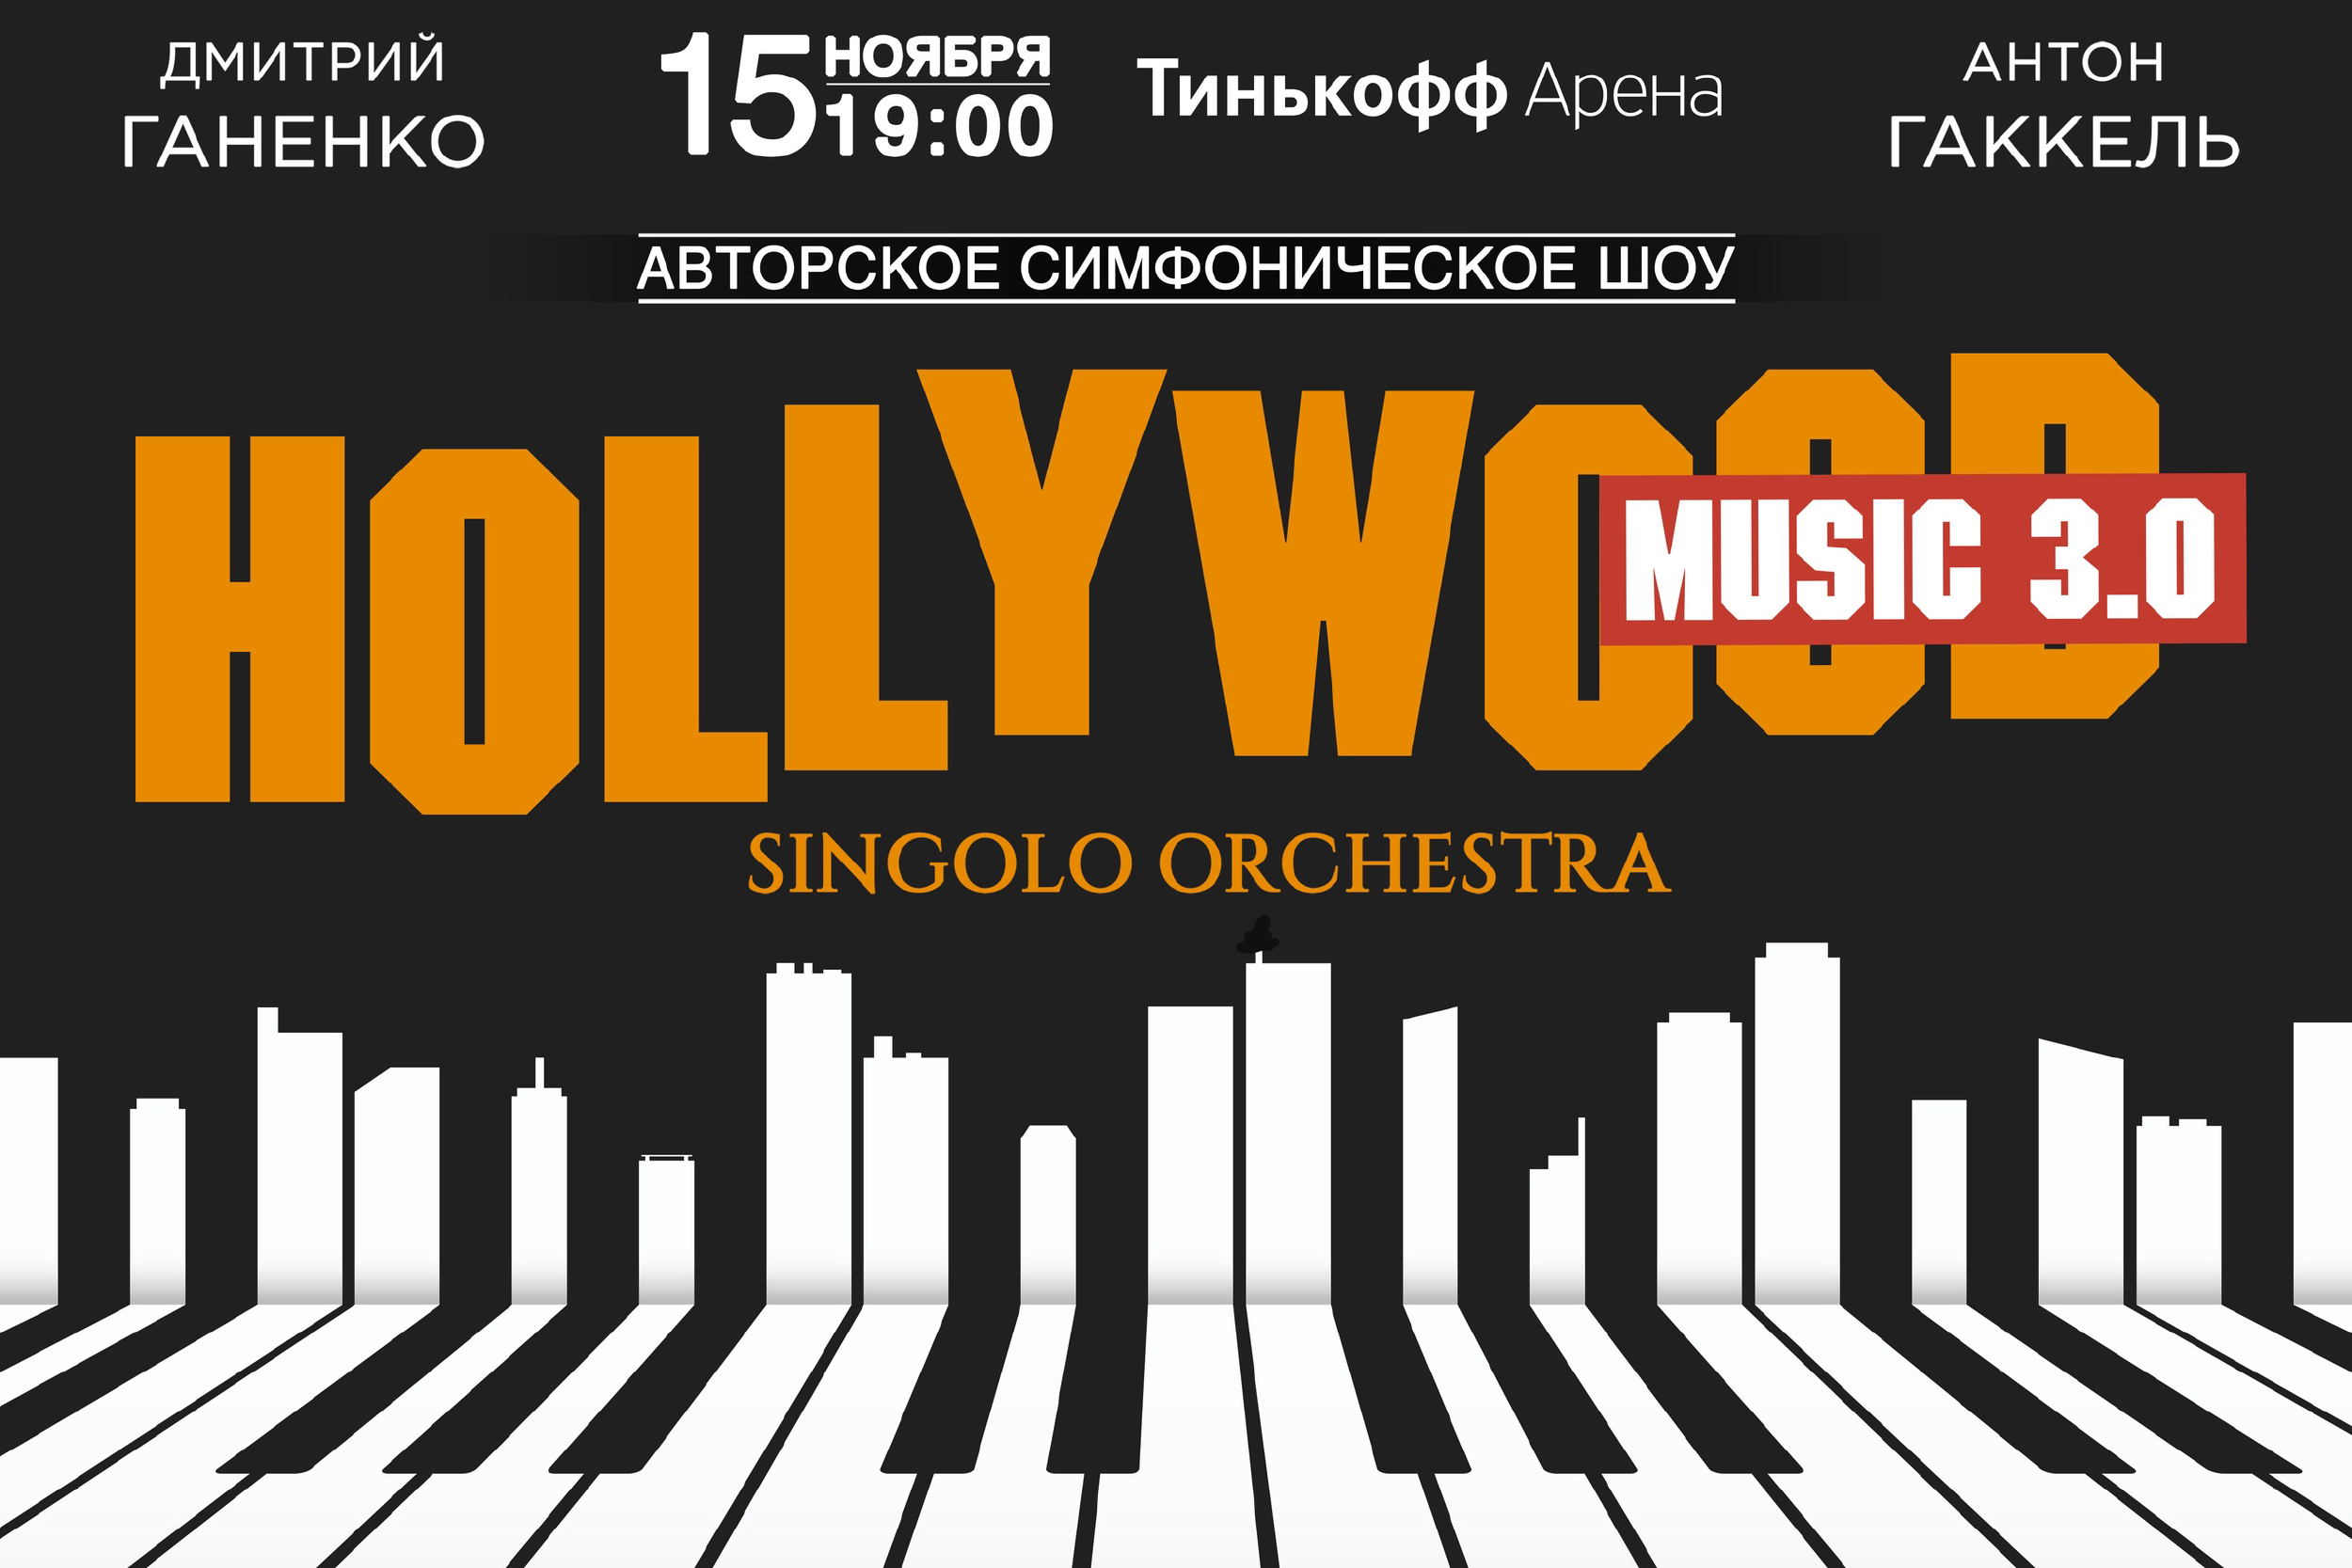 ДМИТРИЙ
ГАНЕНКО
15 НОЯБРЯ
19:00
Тинькофф Арена
АНТОН
ГАККЕЛЬ
АВТОРСКОЕ СИМФОНИЧЕСКОЕ ШОУ
HOLLYWOOD
MUSIC 3.0
SINGOLO ORCHESTRA